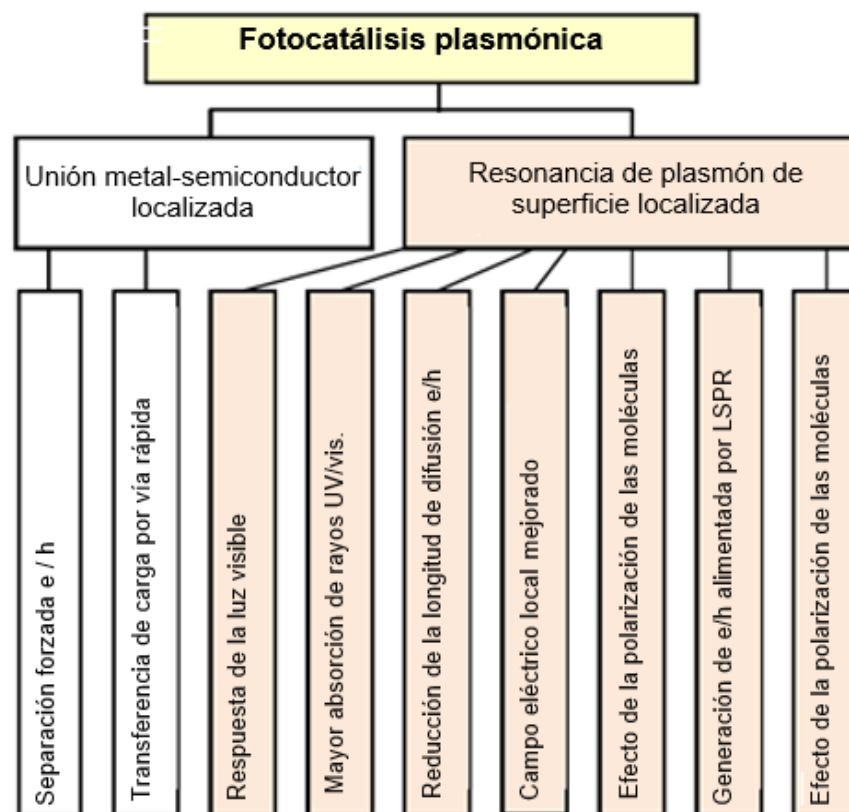 Fotocatálisis plasmónica
Unión metal-semiconductor
localizada
Resonancia de plasmón de
superficie localizada
Separación forzada e / h
Transferencia de carga por vía rápida
Respuesta de la luz visible
Mayor absorción de rayos UV/vis.
Reducción de la longitud de difusión e/h
Campo eléctrico local mejorado
Efecto de la polarización de las moléculas
Generación de e/h alimentada por LSPR
Efecto de la polarización de las moléculas